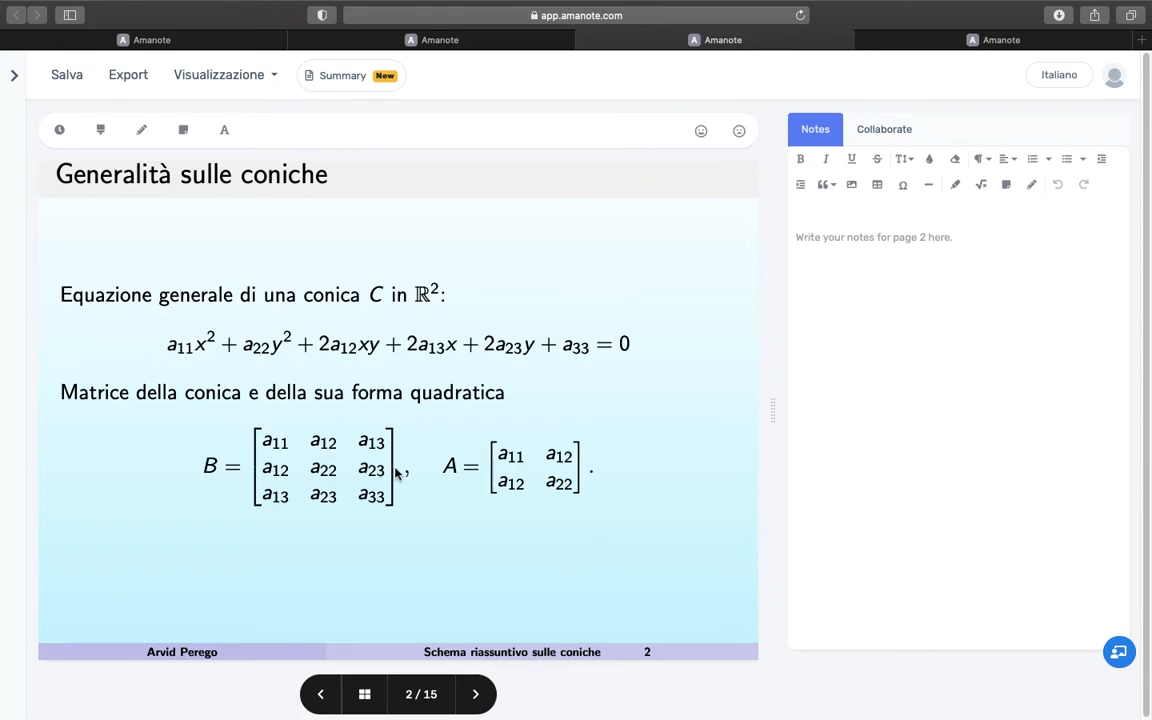 app.amanote.com
Amanote
Amanote
Amanote
Amanote
Salva Export Visualizzazione Summary New
Italiano
Notes Collaborate
Generalità sulle coniche
Write your notes for page 2 here.
Equazione generale di una conica C in ℝ²:
a₁₁x² + a₂₂y² + 2a₁₂xy + 2a₁₃x + 2a₂₃y + a₃₃ = 0
Matrice della conica e della sua forma quadratica
B = [a₁₁ a₁₂ a₁₃
a₁₂ a₂₂ a₂₃
a₁₃ a₂₃ a₃₃],
A = [a₁₁ a₁₂
a₁₂ a₂₂].
Arvid Perego Schema riassuntivo sulle coniche 2
2 / 15